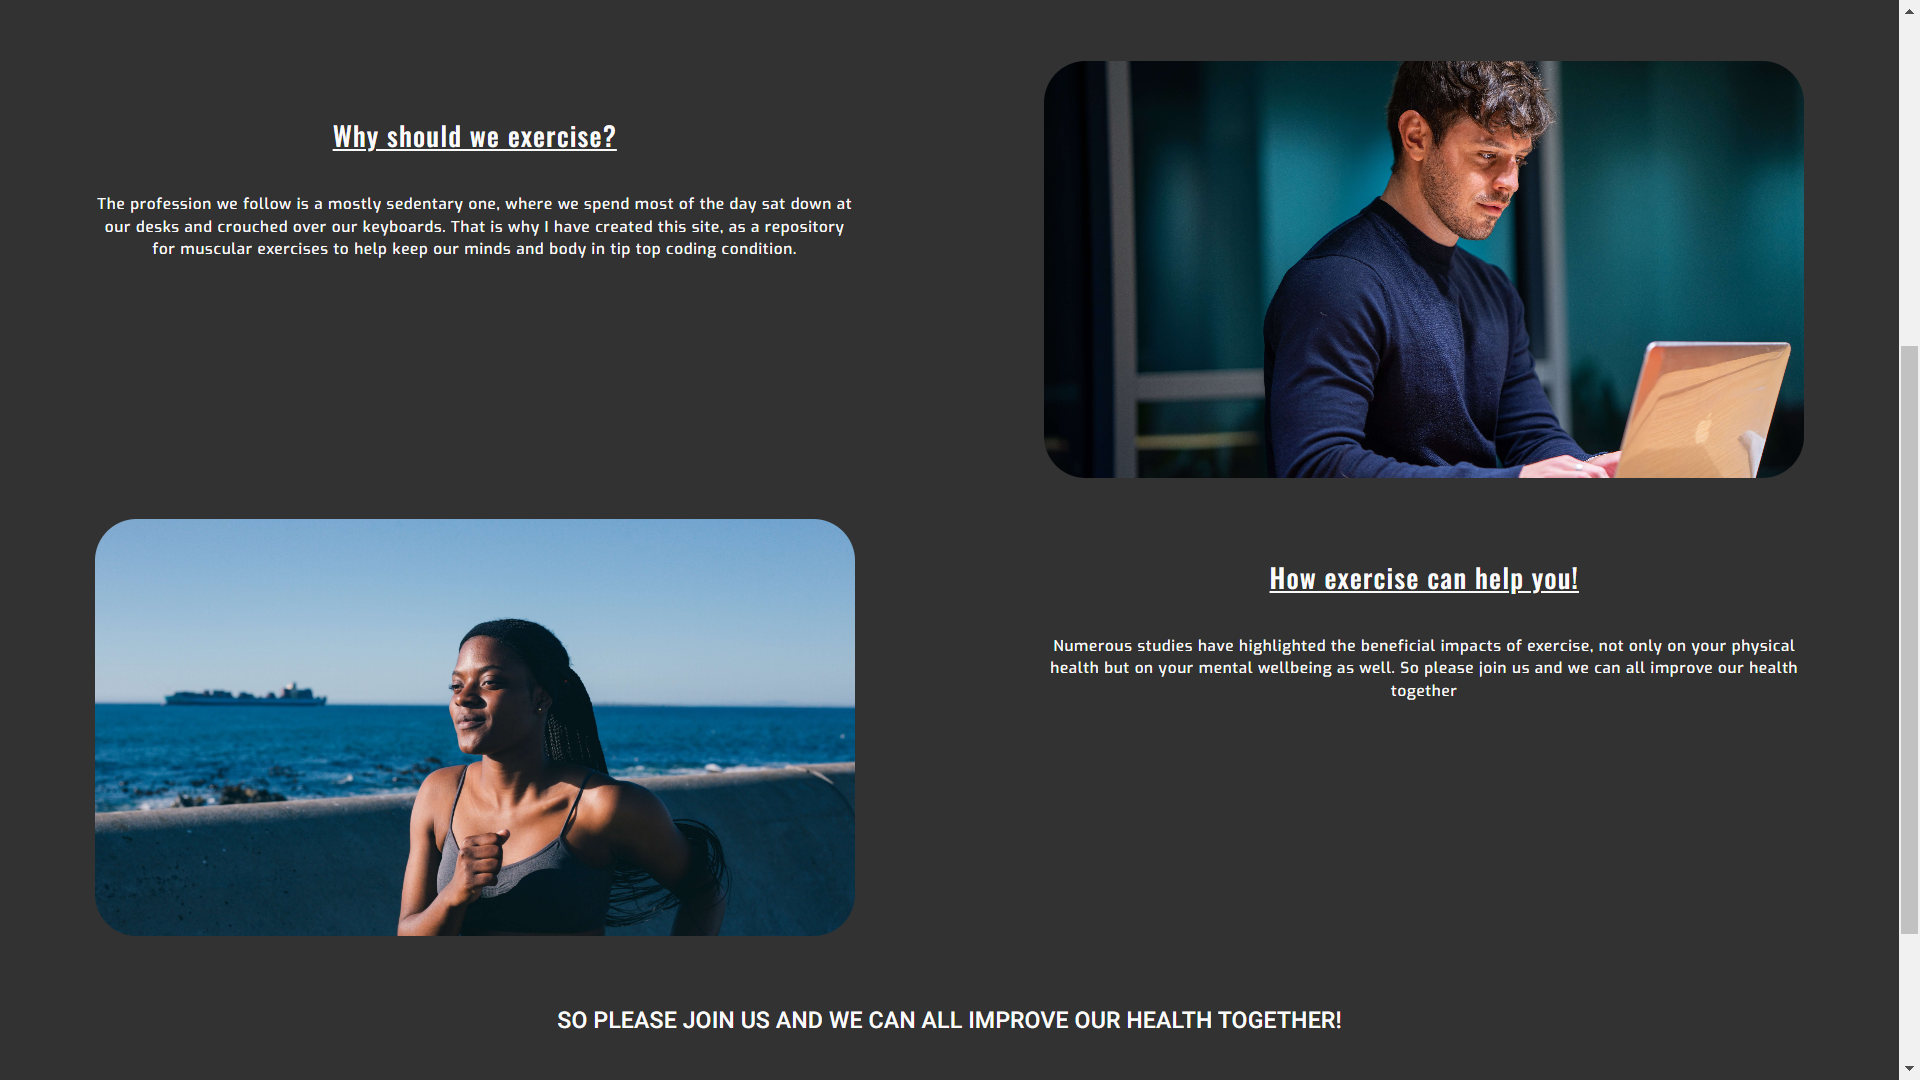 Why should we exercise?
The profession we follow is a mostly sedentary one, where we spend most of the day sat down at
our desks and crouched over our keyboards. That is why I have created this site, as a repository
for muscular exercises to help keep our minds and body in tip top coding condition.
How exercise can help you!
Numerous studies have highlighted the beneficial impacts of exercise, not only on your physical
health but on your mental wellbeing as well. So please join us and we can all improve our health
together
SO PLEASE JOIN US AND WE CAN ALL IMPROVE OUR HEALTH TOGETHER!